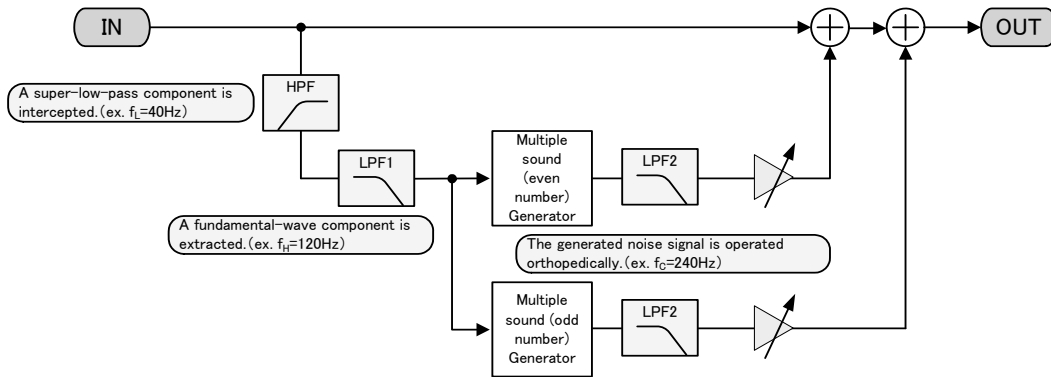 IN
OUT
HPF
A super-low-pass component is
intercepted.(ex. fL=40Hz)
LPF1
Multiple
sound
(even
number)
Generator
LPF2
A fundamental-wave component is
extracted.(ex. fH=120Hz)
The generated noise signal is operated
orthopedically.(ex. fC=240Hz)
Multiple
sound (odd
number)
Generator
LPF2